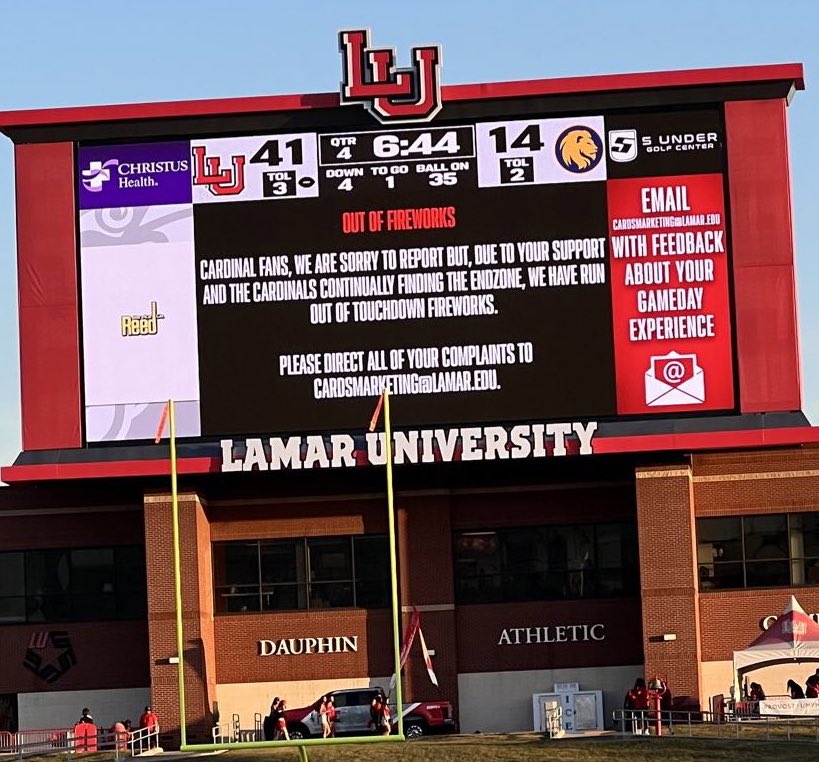 LU
CHRISTUS
Health.
LU
41
TOL
3
QTR
4
6:44
DOWN
4
TO GO
1
BALL ON
35
14
TOL
2
5
5 UNDER
GOLF CENTER
OUT OF FIREWORKS
CARDINAL FANS, WE ARE SORRY TO REPORT BUT, DUE TO YOUR SUPPORT
AND THE CARDINALS CONTINUALLY FINDING THE ENDZONE, WE HAVE RUN
OUT OF TOUCHDOWN FIREWORKS.
PLEASE DIRECT ALL OF YOUR COMPLAINTS TO
CARDSMARKETING@LAMAR.EDU.
Reed
EMAIL
CARDSMARKETING@LAMAR.EDU
WITH FEEDBACK
ABOUT YOUR
GAMEDAY
EXPERIENCE
@
LAMAR UNIVERSITY
DAUPHIN
ATHLETIC
ICE